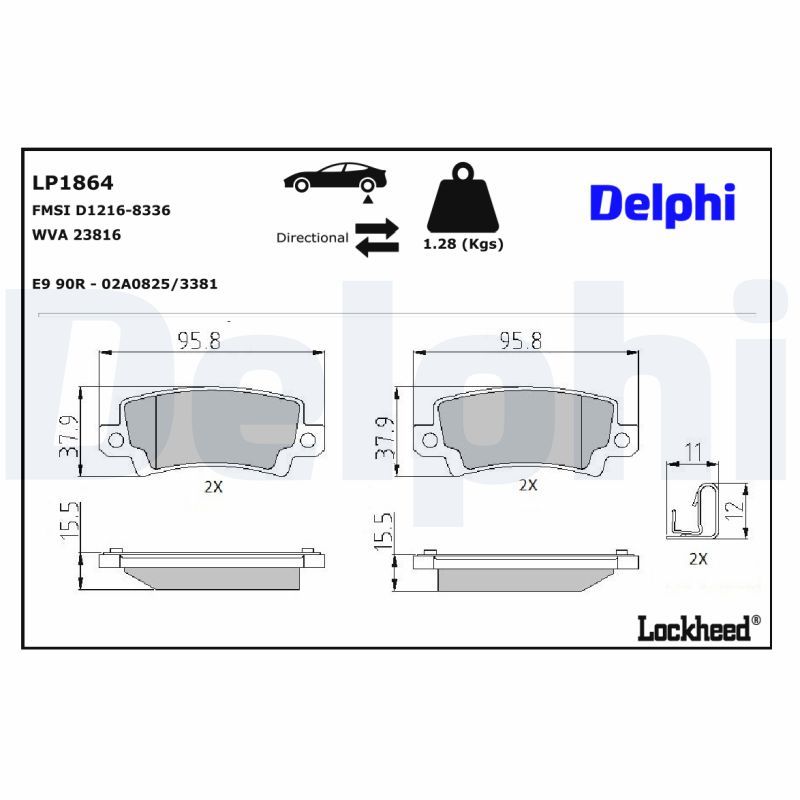 LP1864
FMSI D1216-8336
WVA 23816
E9 90R - 02A0825/3381
Directional
1.28 (Kgs)
Delphi
Delphi
95.8
37.9
2X
15.5
95.8
37.9
2X
15.5
11
12
2X
Lockheed®